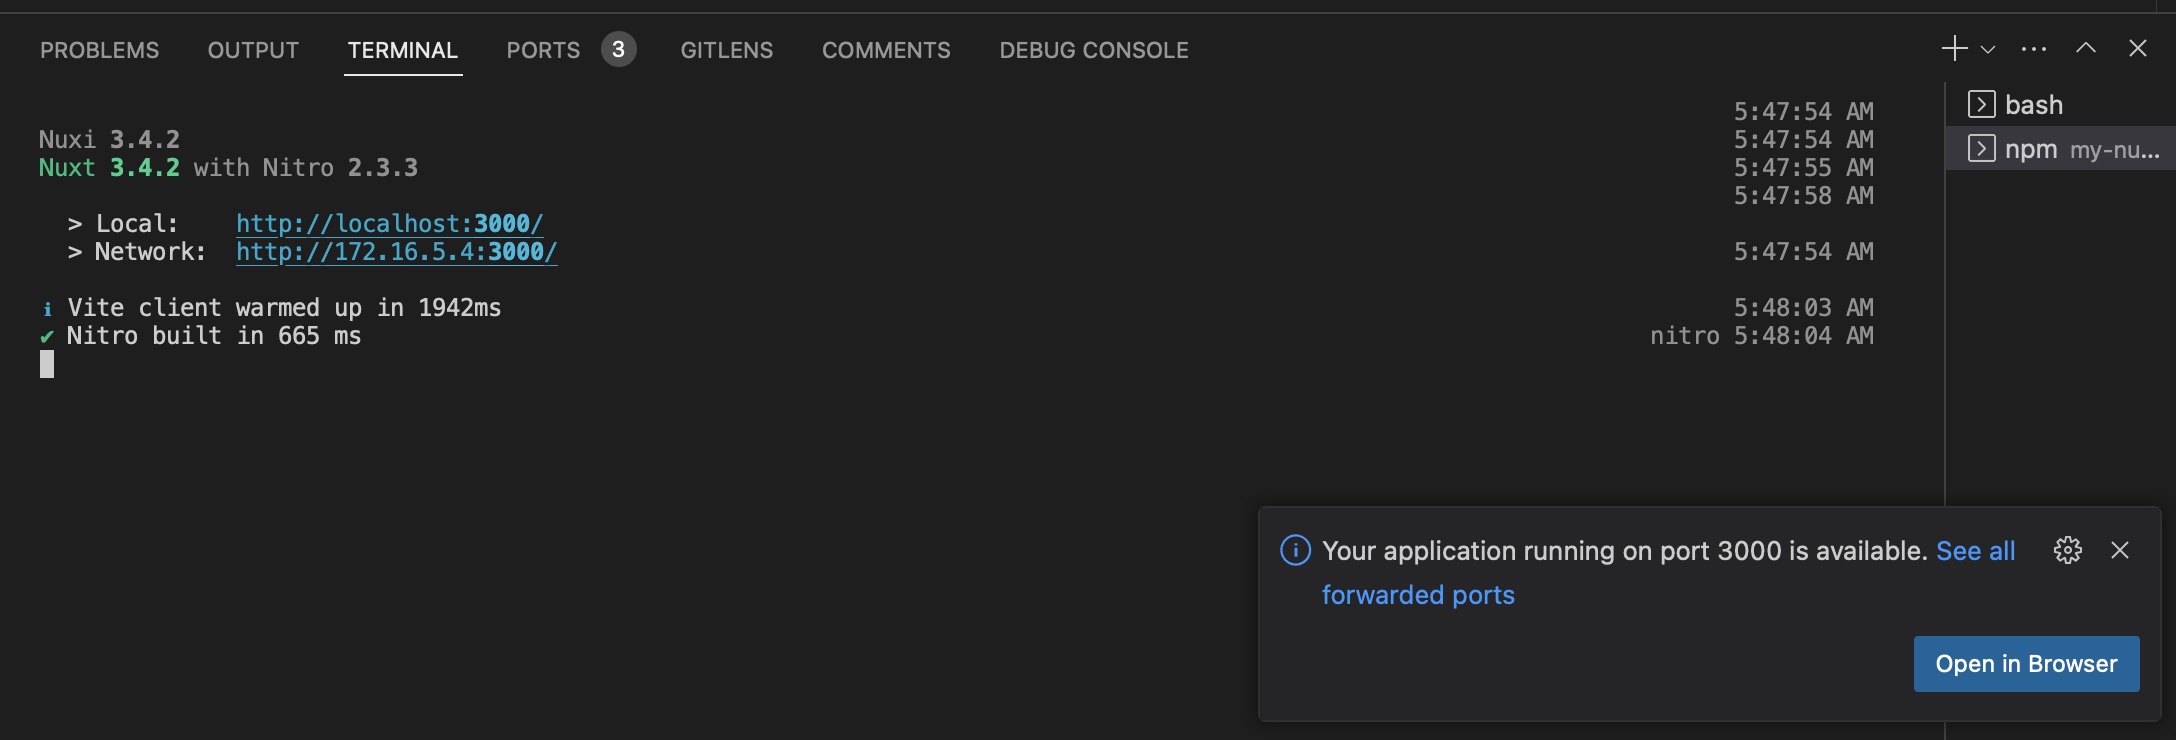 PROBLEMS OUTPUT TERMINAL PORTS 3 GITLENS COMMENTS DEBUG CONSOLE
5:47:54 AM
Nuxi 3.4.2 5:47:54 AM
Nuxt 3.4.2 with Nitro 2.3.3 5:47:55 AM
5:47:58 AM
> Local: http://localhost:3000/
> Network: http://172.16.5.4:3000/ 5:47:54 AM
ℹ Vite client warmed up in 1942ms 5:48:03 AM
✔ Nitro built in 665 ms nitro 5:48:04 AM
bash
npm my-nu...
Your application running on port 3000 is available. See all
forwarded ports
Open in Browser